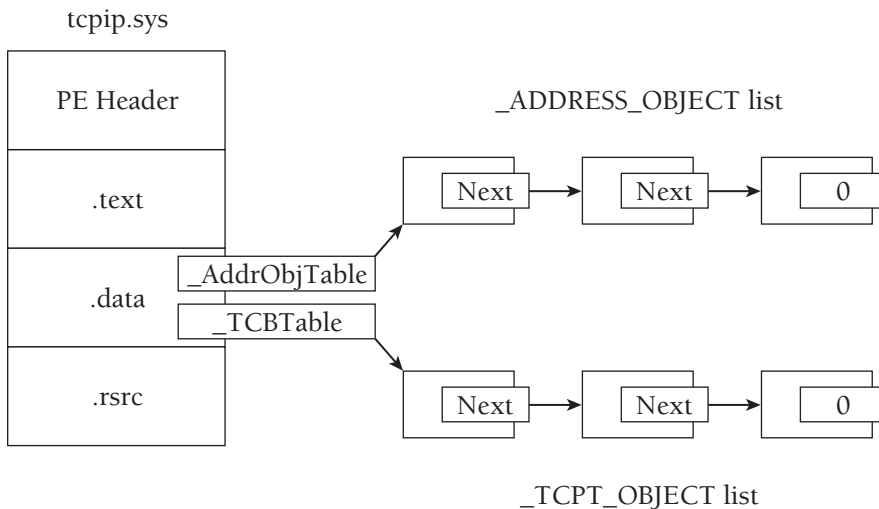 tcpip.sys
PE Header
.text
.data
.rsrc
_AddrObjTable
_TCBTable
_ADDRESS_OBJECT list
Next
Next
0
Next
Next
0
_TCPT_OBJECT list